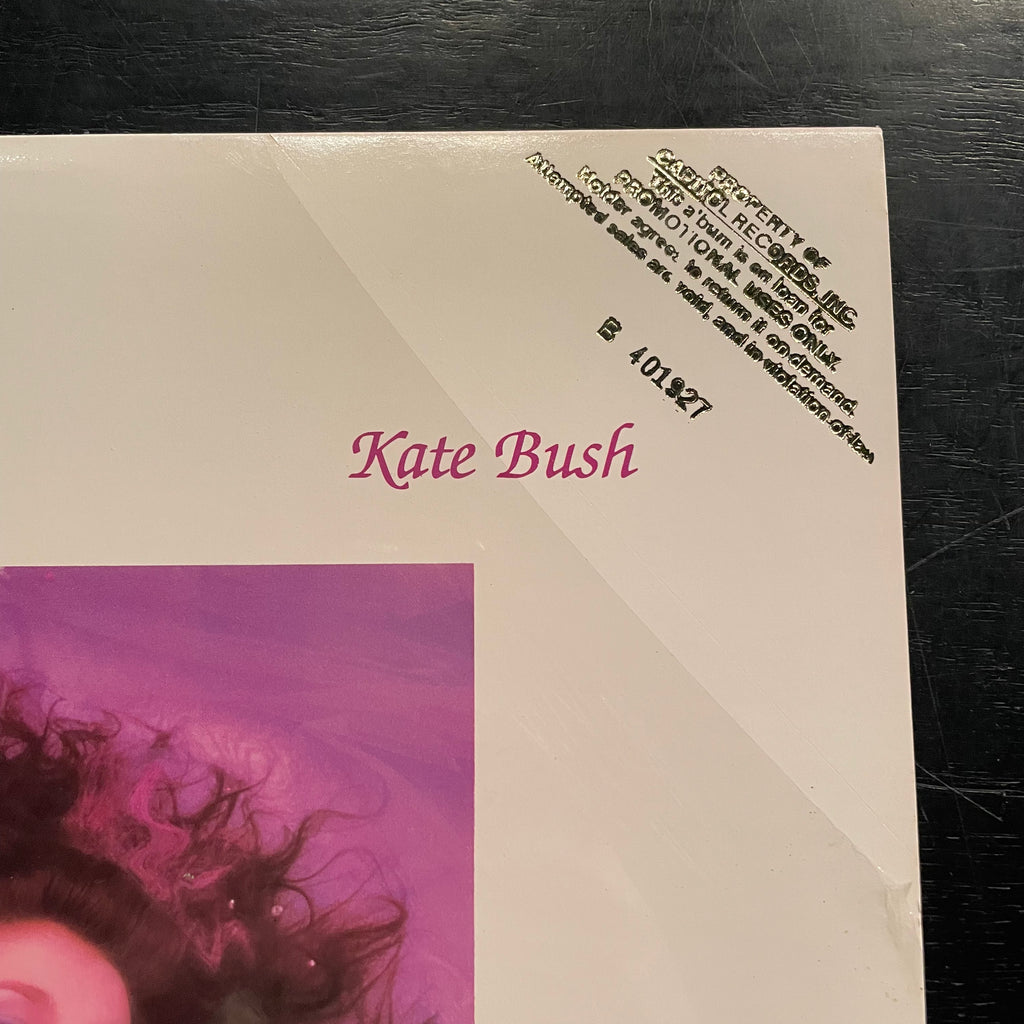 PROPERTY OF
CAPITOL RECORDS, INC
This album is on loan for
PROMOTIONAL USES ONLY.
Holder agrees to return it on demand.
Attempted sales are void, and in violation of law
B 401927
Kate Bush